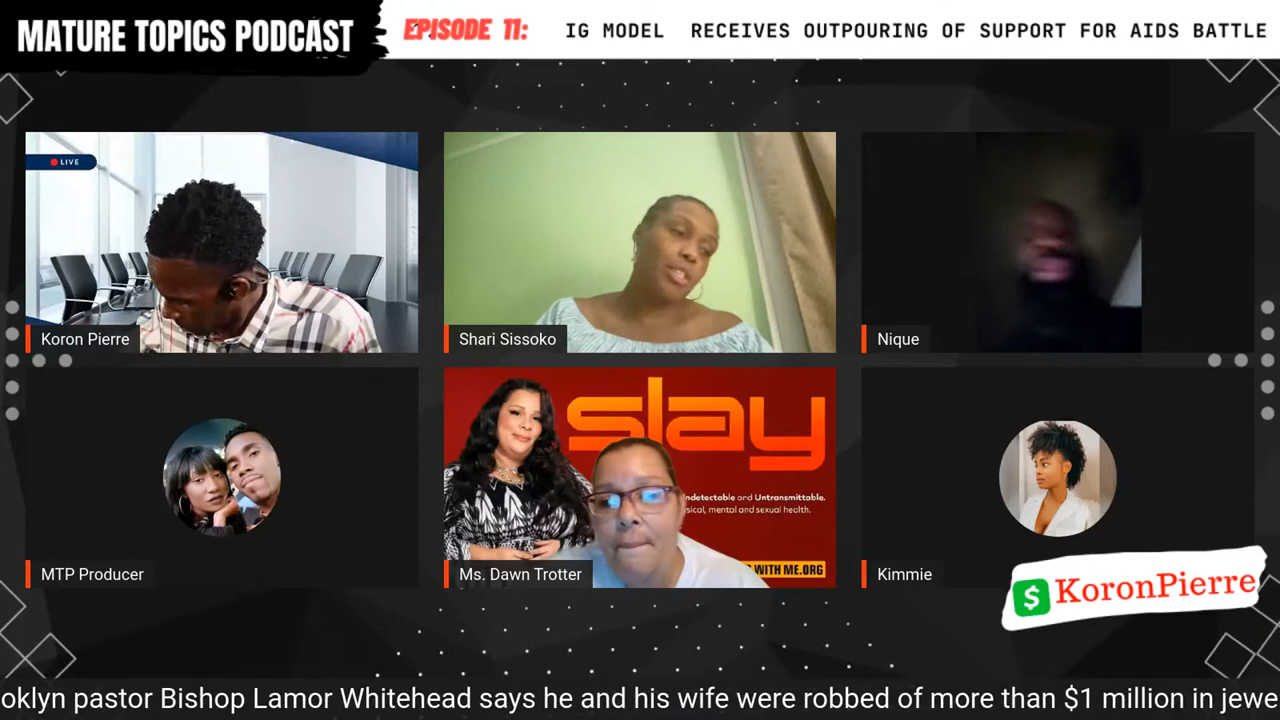 MATURE TOPICS PODCAST
EPISODE 11:
IG MODEL RECEIVES OUTPOURING OF SUPPORT FOR AIDS BATTLE
LIVE
Koron Pierre
Shari Sissoko
Nique
MTP Producer
slay
ndetectable and Untransmittable.
sical, mental and sexual health.
WITH ME.ORG
Ms. Dawn Trotter
Kimmie
$ KoronPierre
oklyn pastor Bishop Lamor Whitehead says he and his wife were robbed of more than $1 million in jewe